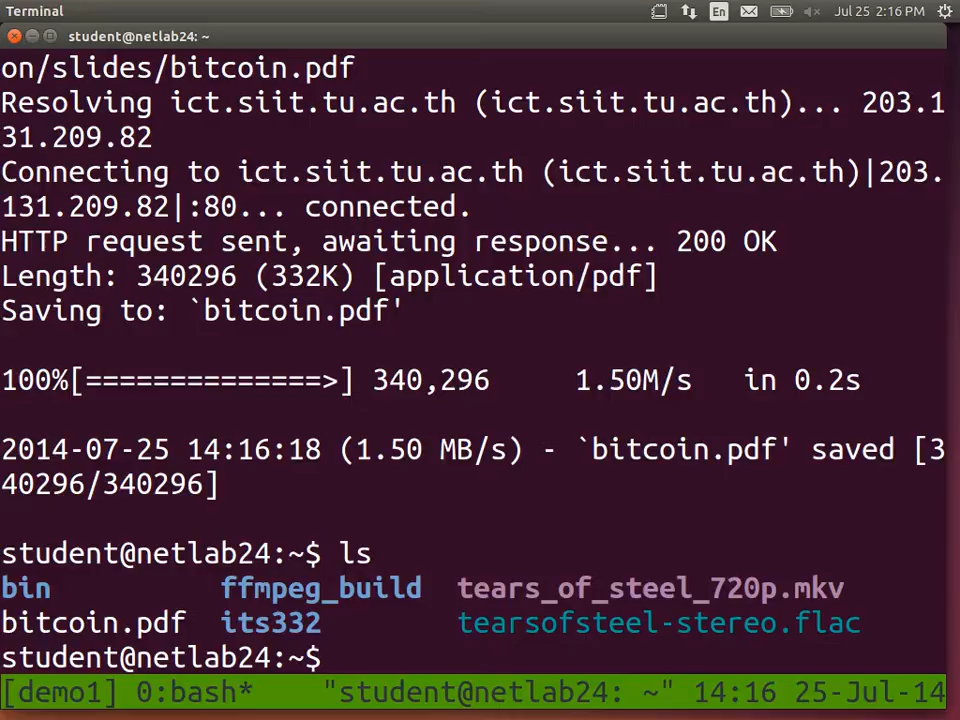 Terminal
En
Jul 25 2:16 PM
student@netlab24: ~
on/slides/bitcoin.pdf
Resolving ict.siit.tu.ac.th (ict.siit.tu.ac.th)... 203.1
31.209.82
Connecting to ict.siit.tu.ac.th (ict.siit.tu.ac.th)|203.
131.209.82|:80... connected.
HTTP request sent, awaiting response... 200 OK
Length: 340296 (332K) [application/pdf]
Saving to: `bitcoin.pdf'
100%[==============>] 340,296     1.50M/s   in 0.2s
2014-07-25 14:16:18 (1.50 MB/s) - `bitcoin.pdf' saved [3
40296/340296]
student@netlab24:~$ ls
bin          ffmpeg_build  tears_of_steel_720p.mkv
bitcoin.pdf  its332        tearsofsteel-stereo.flac
student@netlab24:~$
[demo1] 0:bash*    "student@netlab24: ~" 14:16 25-Jul-14